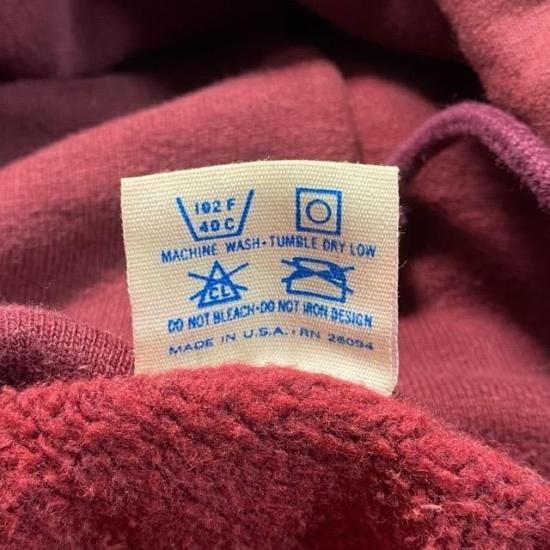 102 F
40 C
MACHINE WASH · TUMBLE DRY LOW
CL
DO NOT BLEACH · DO NOT IRON DESIGN
MADE IN U.S.A. · RN 26094